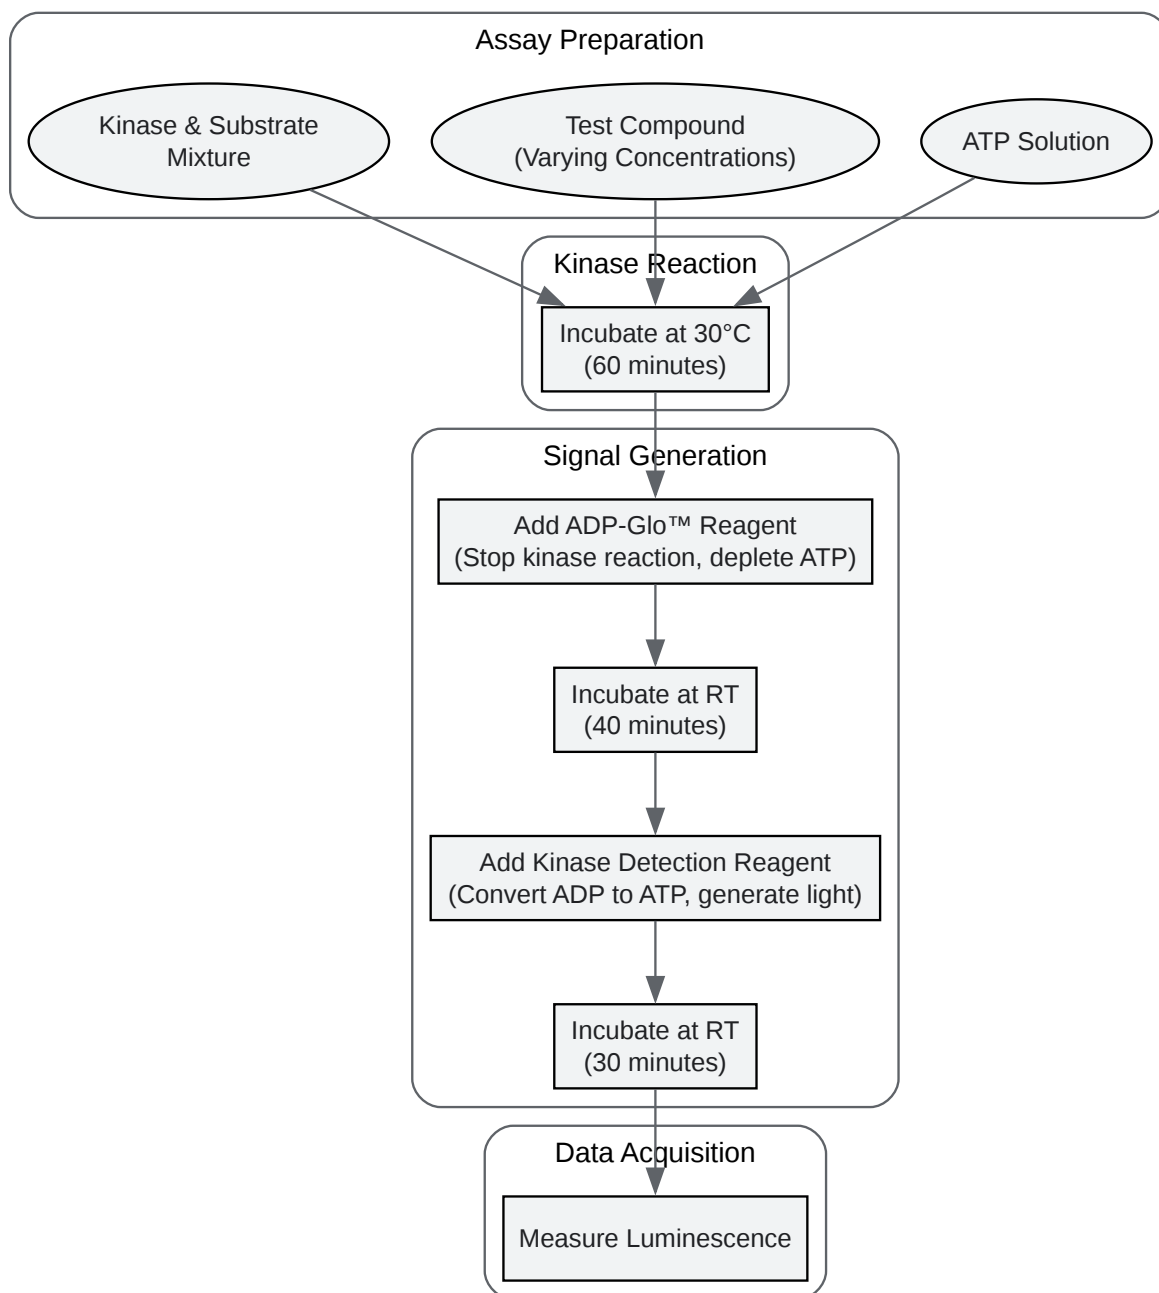 Assay Preparation
Kinase & Substrate
Mixture
Test Compound
(Varying Concentrations)
ATP Solution
Kinase Reaction
Incubate at 30°C
(60 minutes)
Signal Generation
Add ADP-Glo™ Reagent
(Stop kinase reaction, deplete ATP)
Incubate at RT
(40 minutes)
Add Kinase Detection Reagent
(Convert ADP to ATP, generate light)
Incubate at RT
(30 minutes)
Data Acquisition
Measure Luminescence